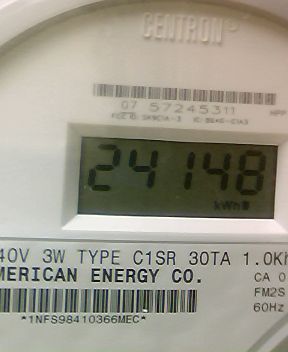 CENTRON®
07 57245311
24148
kWh
40V 3W TYPE C1SR 30TA 1.0Kh
MERICAN ENERGY CO.
CA 0
FM2S
60Hz
*1NFS98410366MEC*